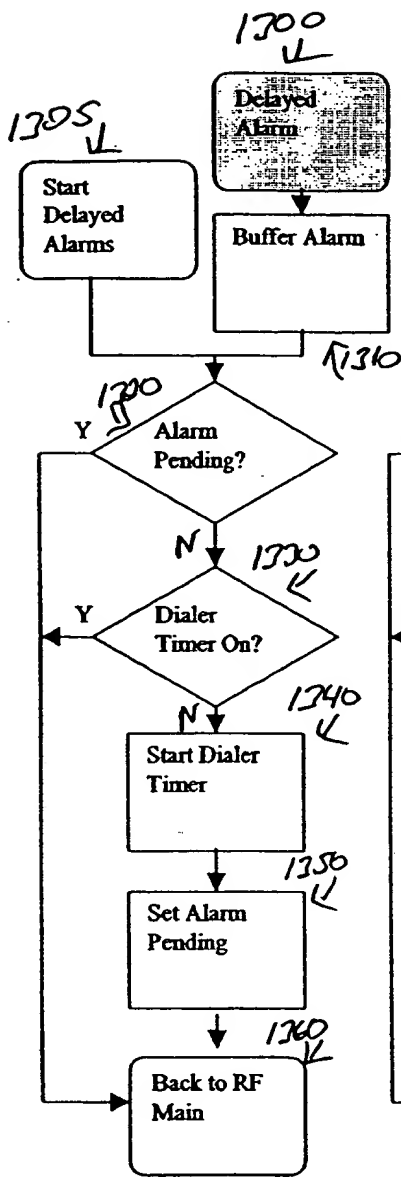 1300
Delayed
Alarm
1305
Start
Delayed
Alarms
Buffer Alarm
1310
1320
Y
Alarm
Pending?
N
1330
Y
Dialer
Timer On?
N
1340
Start Dialer
Timer
1350
Set Alarm
Pending
1360
Back to RF
Main